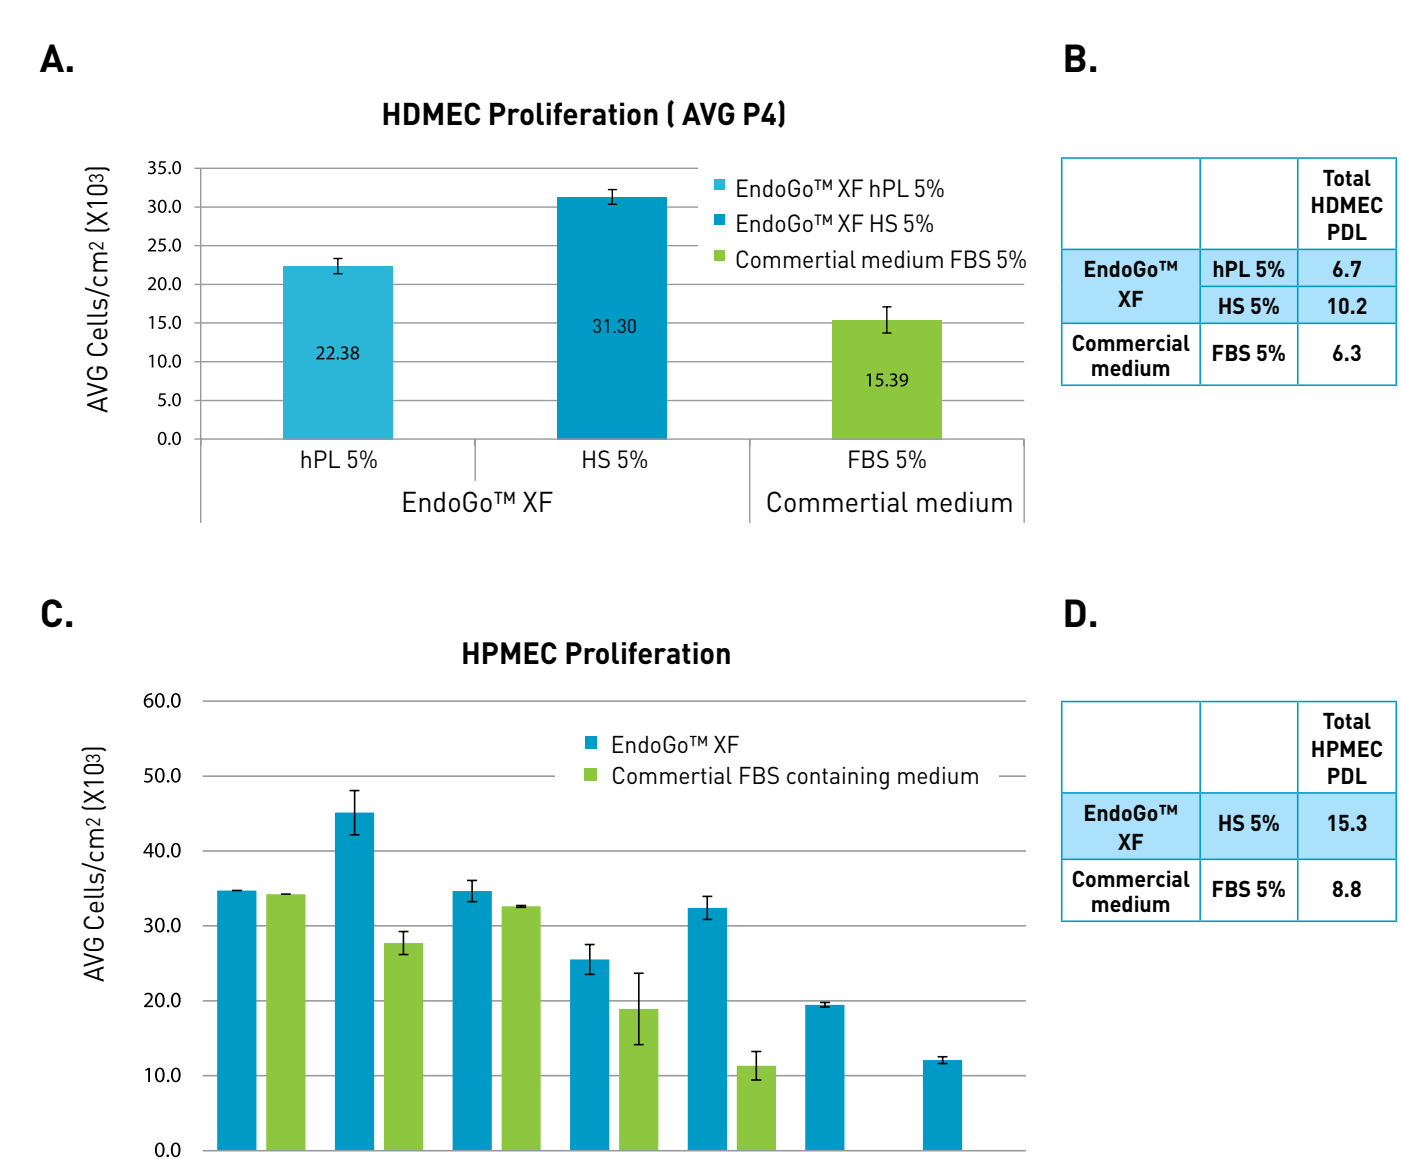 A.
HDMEC Proliferation ( AVG P4)
AVG Cells/cm² (X10³)
35.0
30.0
25.0
20.0
15.0
10.0
5.0
0.0
EndoGo™ XF hPL 5%
EndoGo™ XF HS 5%
Commertial medium FBS 5%
22.38
31.30
15.39
hPL 5%
HS 5%
FBS 5%
EndoGo™ XF
Commertial medium
B.
Total
HDMEC
PDL
EndoGo™
XF
hPL 5%
6.7
HS 5%
10.2
Commercial
medium
FBS 5%
6.3
C.
HPMEC Proliferation
AVG Cells/cm² (X10³)
60.0
50.0
40.0
30.0
20.0
10.0
0.0
EndoGo™ XF
Commertial FBS containing medium
D.
Total
HPMEC
PDL
EndoGo™
XF
HS 5%
15.3
Commercial
medium
FBS 5%
8.8